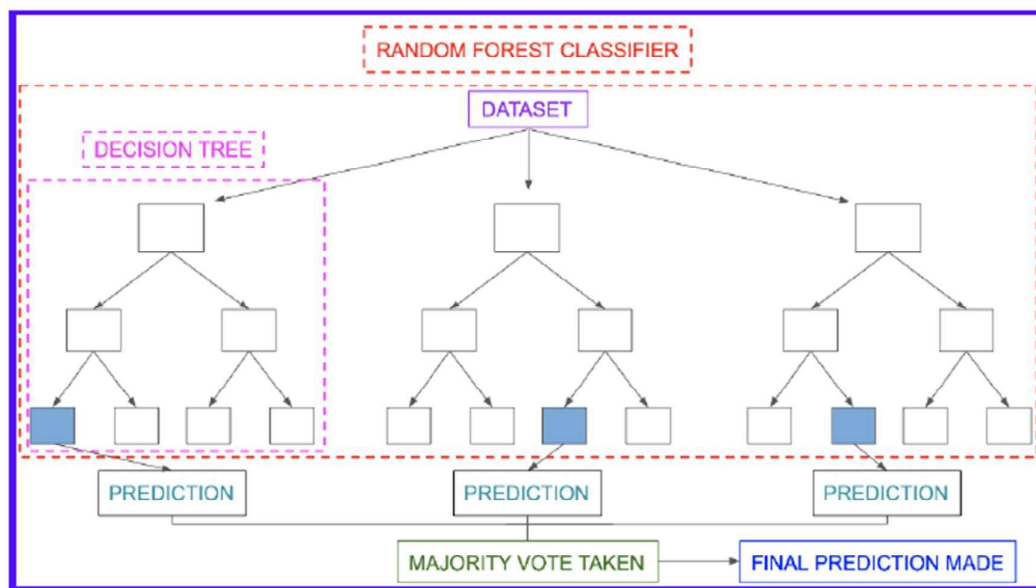 RANDOM FOREST CLASSIFIER
DATASET
DECISION TREE
PREDICTION
PREDICTION
PREDICTION
MAJORITY VOTE TAKEN
FINAL PREDICTION MADE